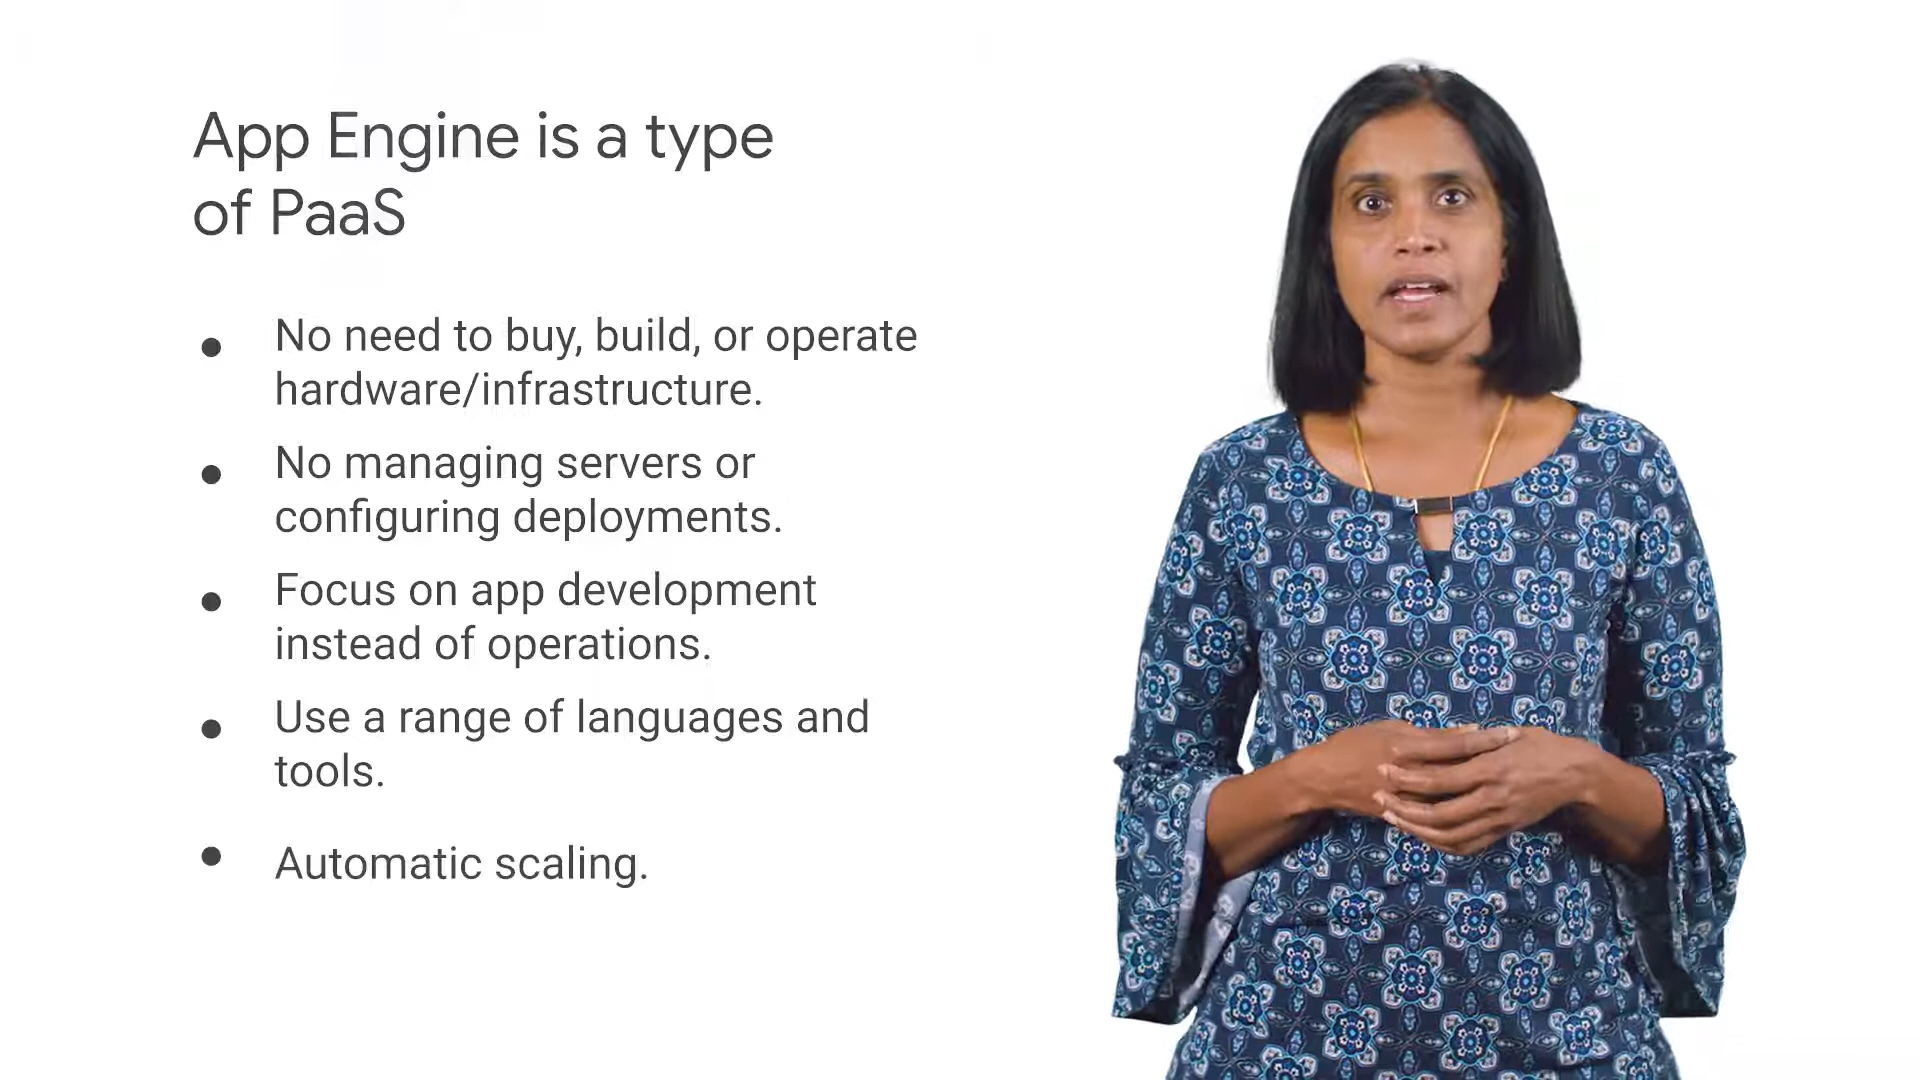 App Engine is a type
of PaaS
No need to buy, build, or operate
hardware/infrastructure.
No managing servers or
configuring deployments.
Focus on app development
instead of operations.
Use a range of languages and
tools.
Automatic scaling.